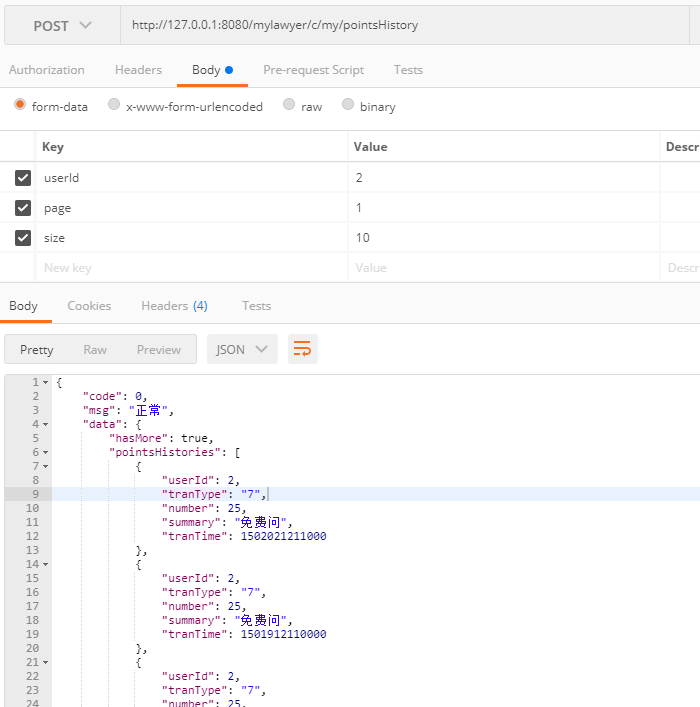 POST http://127.0.0.1:8080/mylawyer/c/my/pointsHistory
Authorization Headers Body Pre-request Script Tests
form-data x-www-form-urlencoded raw binary
Key Value Descr
userId 2
page 1
size 10
New key Value Descr
Body Cookies Headers (4) Tests
Pretty Raw Preview JSON
1 {
2 "code": 0,
3 "msg": "正常",
4 "data": {
5 "hasMore": true,
6 "pointsHistories": [
7 {
8 "userId": 2,
9 "tranType": "7",
10 "number": 25,
11 "summary": "免费问",
12 "tranTime": 1502021211000
13 },
14 {
15 "userId": 2,
16 "tranType": "7",
17 "number": 25,
18 "summary": "免费问",
19 "tranTime": 1501912110000
20 },
21 {
22 "userId": 2,
23 "tranType": "7",
24 "number": 25,